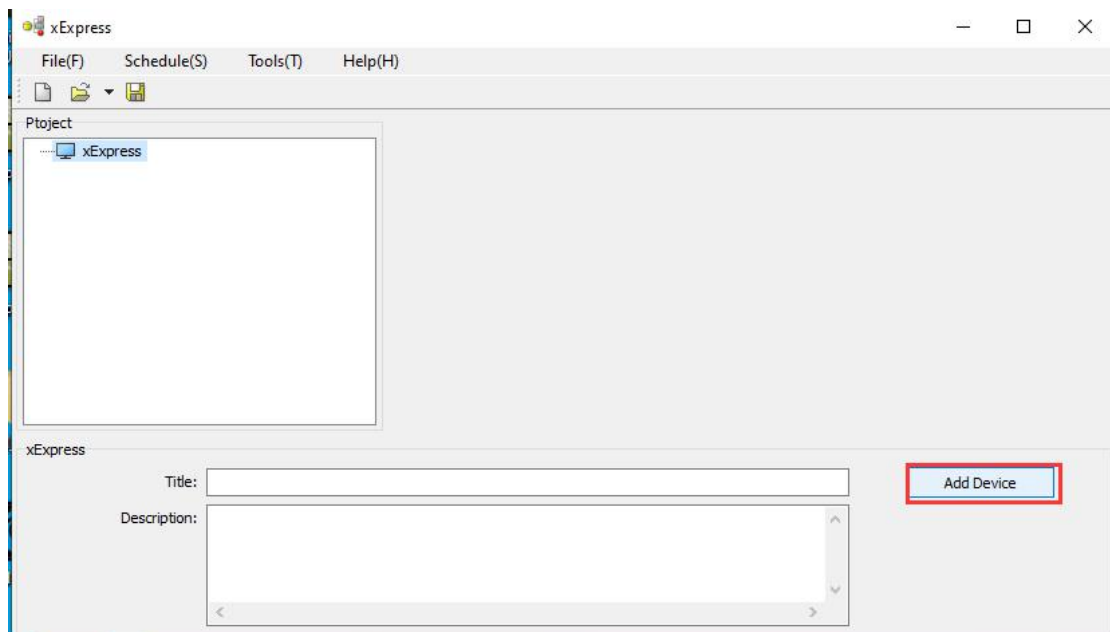 xExpress
File(F) Schedule(S) Tools(T) Help(H)
Ptoject
xExpress
xExpress
Title:
Add Device
Description: